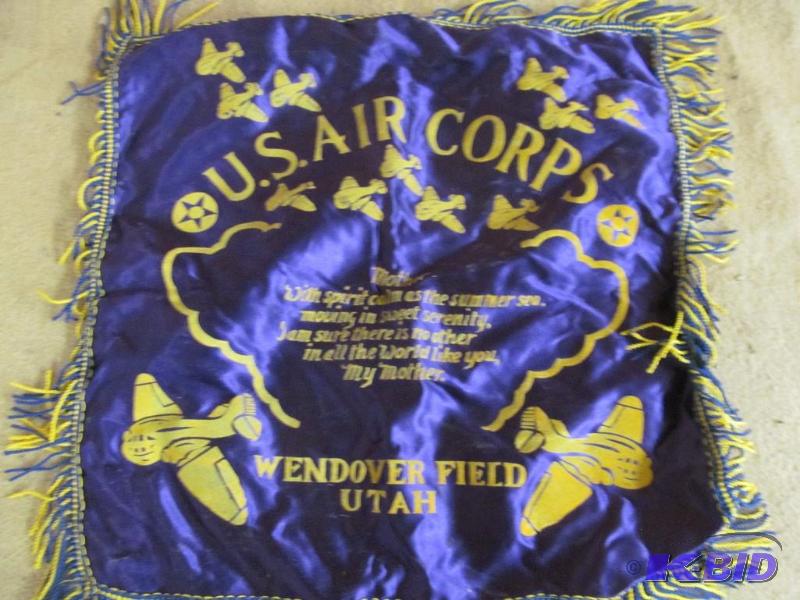 U.S. AIR CORPS
Mother
With spirit calm as the summer sea,
moving in sweet serenity,
I am sure there is no other
in all the World like you,
My Mother.
WENDOVER FIELD
UTAH
© K-BID